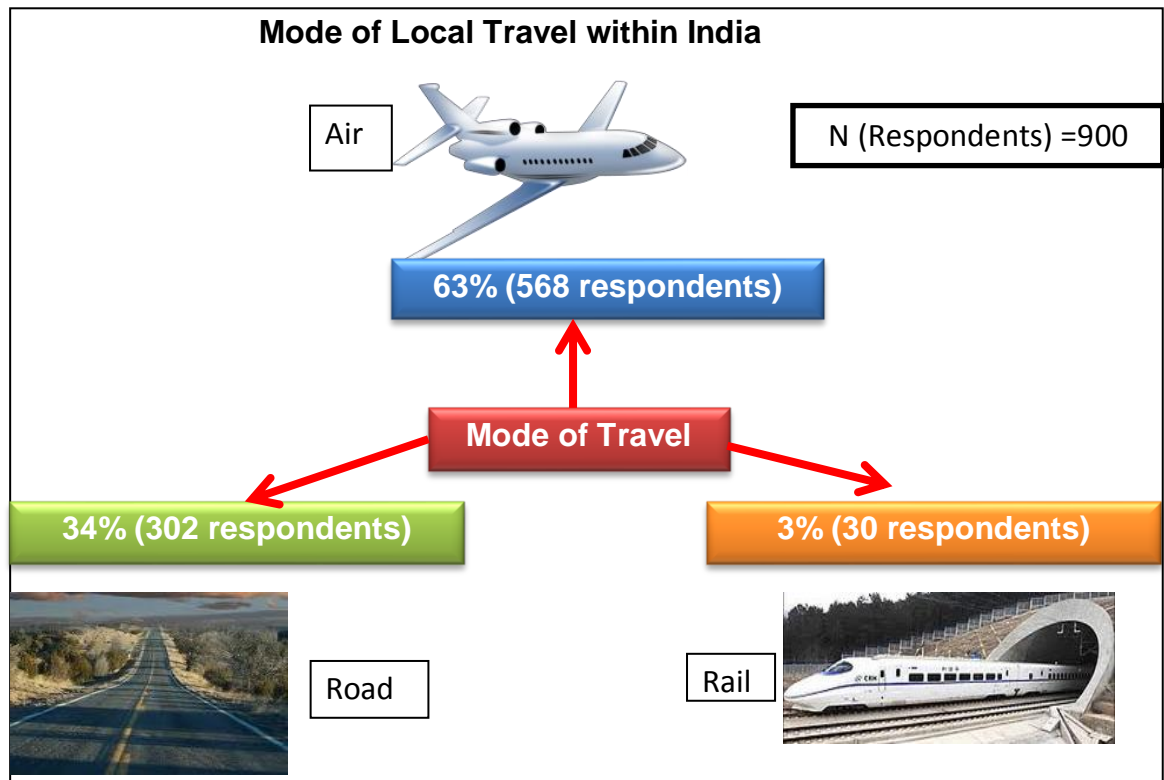 Mode of Local Travel within India
Air
N (Respondents) =900
63% (568 respondents)
Mode of Travel
34% (302 respondents)
3% (30 respondents)
Road
Rail
CRH